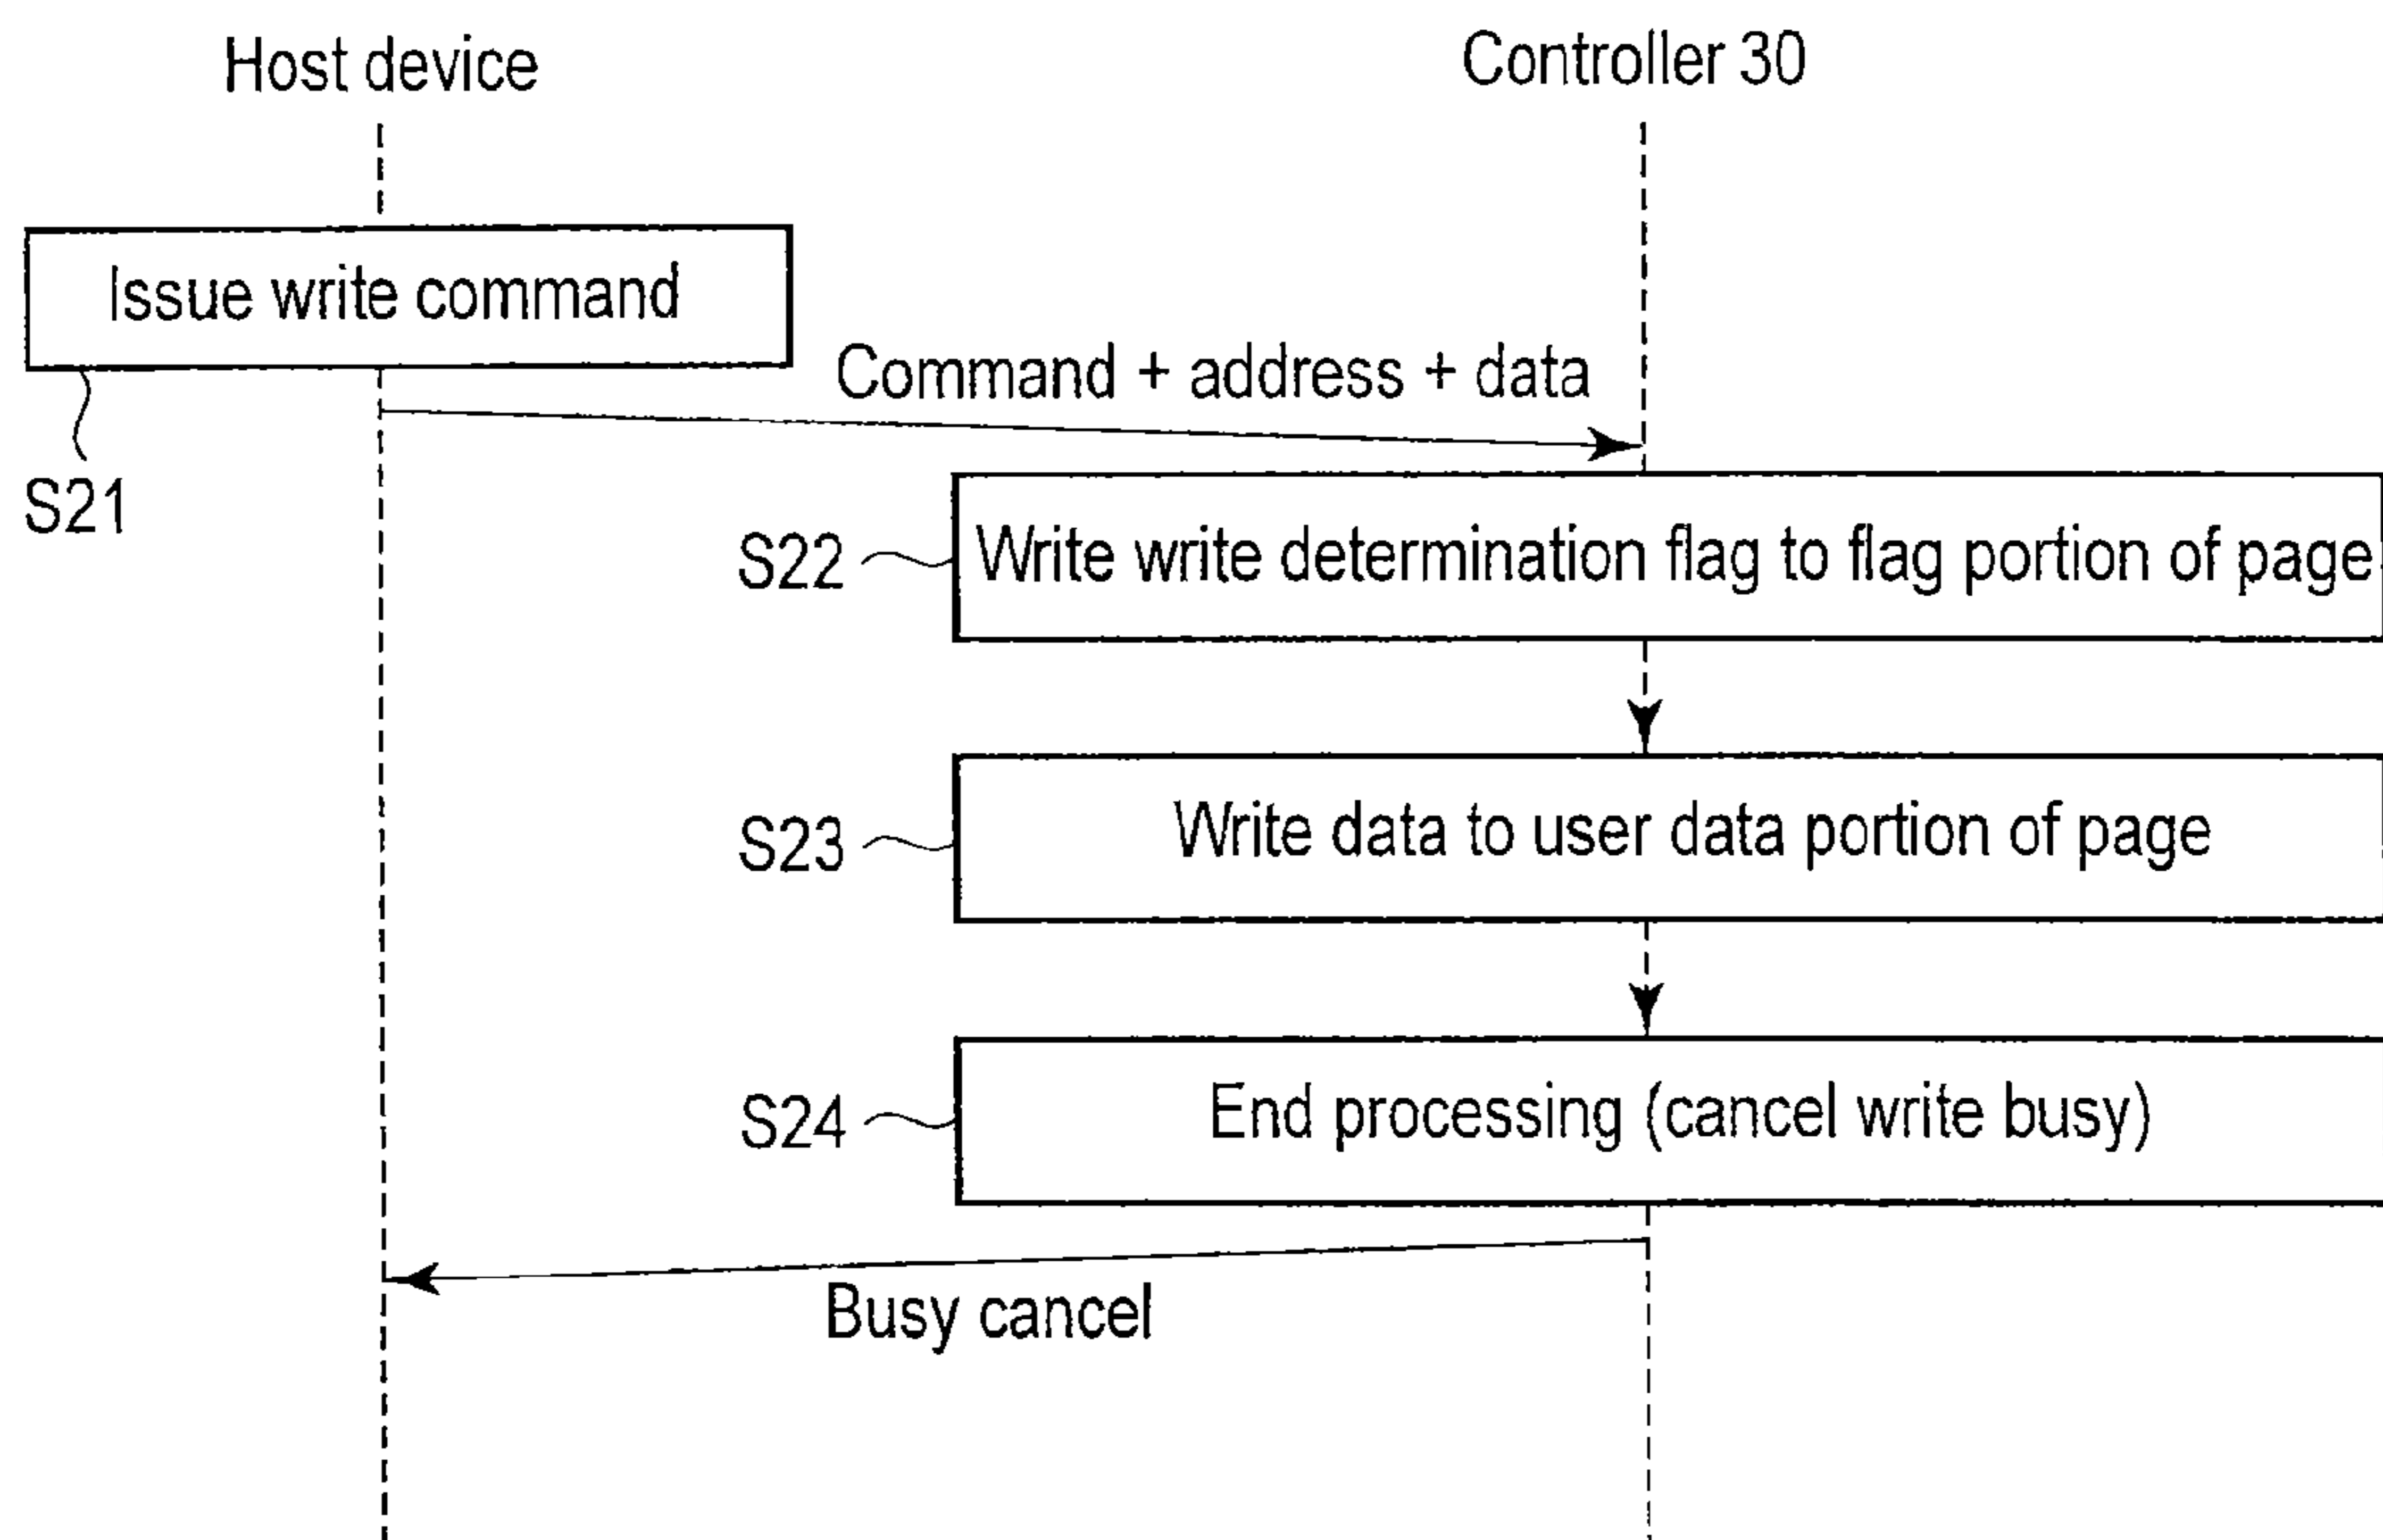 Host device
Controller 30
Issue write command
Command + address + data
S21
S22
Write write determination flag to flag portion of page
S23
Write data to user data portion of page
S24
End processing (cancel write busy)
Busy cancel